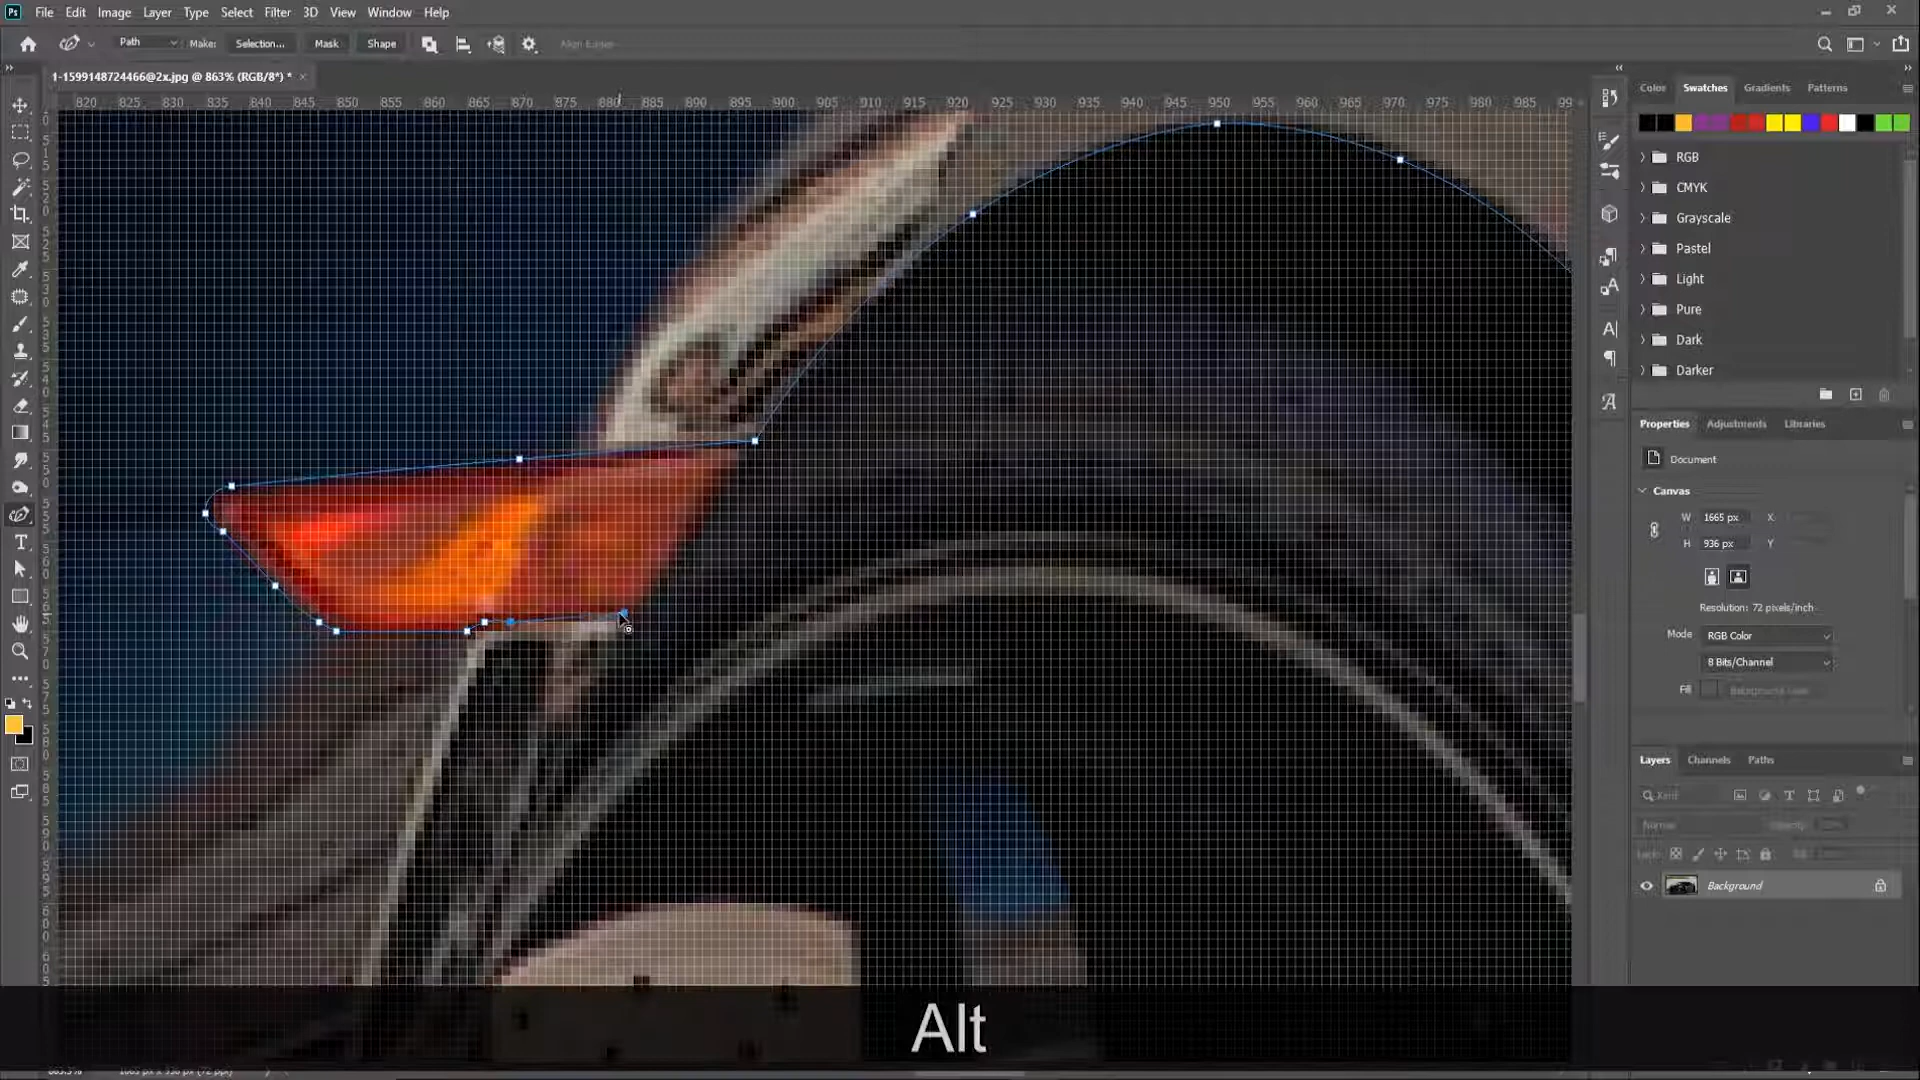 Ps File Edit Image Layer Type Select Filter 3D View Window Help
Path Make: Selection... Mask Shape
1-1599148724466@2x.jpg @ 863% (RGB/8*) *
820 825 830 835 840 845 850 855 860 865 870 875 880 885 890 895 900 905 910 915 920 925 930 935 940 945 950 955 960 965 970 975 980 985 99
Color Swatches Gradients Patterns
RGB
CMYK
Grayscale
Pastel
Light
Pure
Dark
Darker
Properties Adjustments Libraries
Document
Canvas
W 1665 px X
H 936 px Y
Resolution: 72 pixels/inch
Mode RGB Color
8 Bits/Channel
Fill
Layers Channels Paths
Normal
Background
Alt